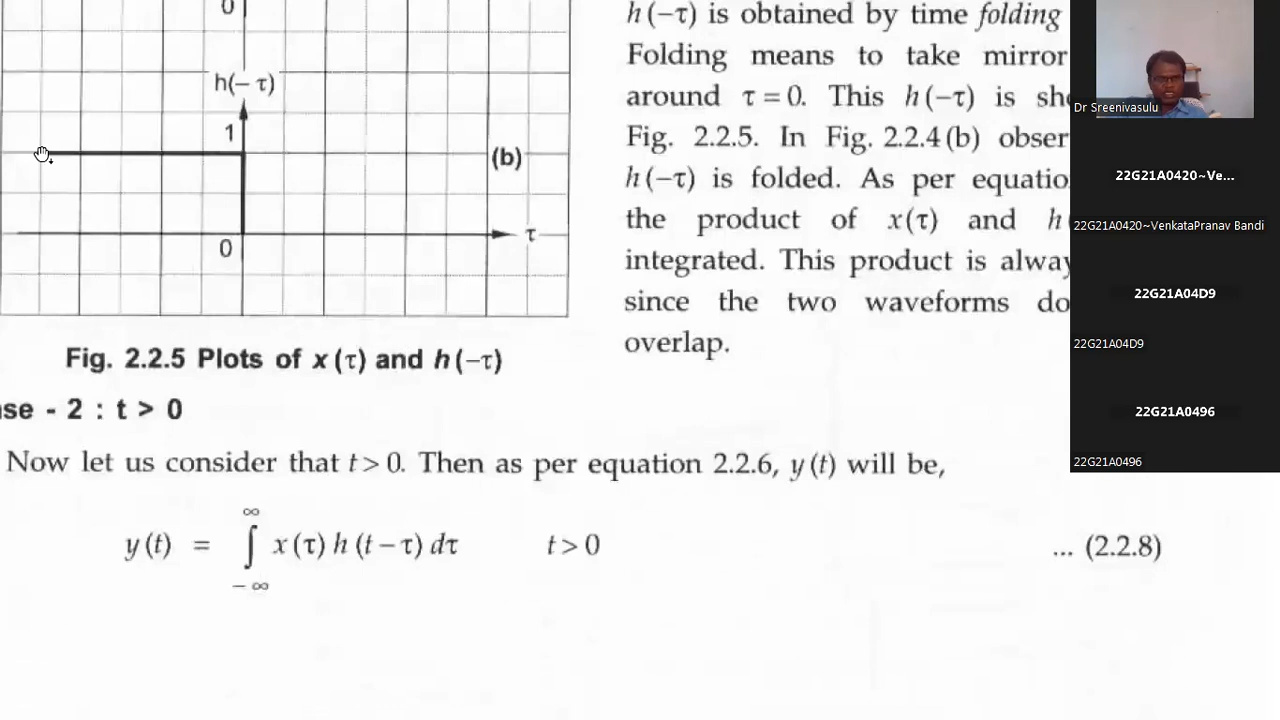 0
h(– τ)
1
(b)
0
τ
Fig. 2.2.5 Plots of x (τ) and h (–τ)
h (–τ) is obtained by time folding
Folding means to take mirror
around τ = 0. This h (–τ) is sh
Fig. 2.2.5. In Fig. 2.2.4 (b) obser
h (–τ) is folded. As per equatio
the product of x(τ) and h
integrated. This product is alway
since the two waveforms do
overlap.
se - 2 : t > 0
Now let us consider that t > 0. Then as per equation 2.2.6, y (t) will be,
y (t) = ∫ from – ∞ to ∞ x (τ) h (t – τ) dτ t > 0 ... (2.2.8)
Dr Sreenivasulu
22G21A0420~Ve...
22G21A0420~VenkataPranav Bandi
22G21A04D9
22G21A04D9
22G21A0496
22G21A0496